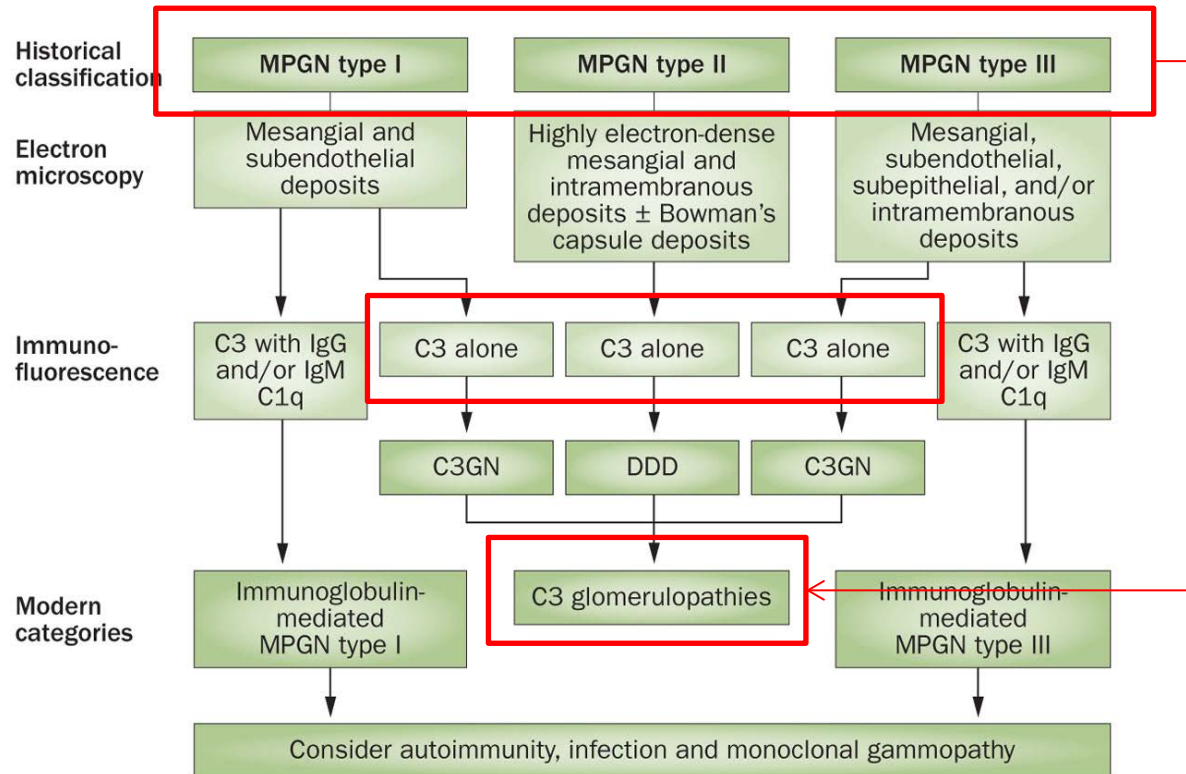 Historical
classification
MPGN type I
MPGN type II
MPGN type III
Electron
microscopy
Mesangial and
subendothelial
deposits
Highly electron-dense
mesangial and
intramembranous
deposits ± Bowman's
capsule deposits
Mesangial,
subendothelial,
subepithelial, and/or
intramembranous
deposits
Immuno-
fluorescence
C3 with IgG
and/or IgM
C1q
C3 alone
C3 alone
C3 alone
C3 with IgG
and/or IgM
C1q
C3GN
DDD
C3GN
Modern
categories
Immunoglobulin-
mediated
MPGN type I
C3 glomerulopathies
Immunoglobulin-
mediated
MPGN type III
Consider autoimmunity, infection and monoclonal gammopathy